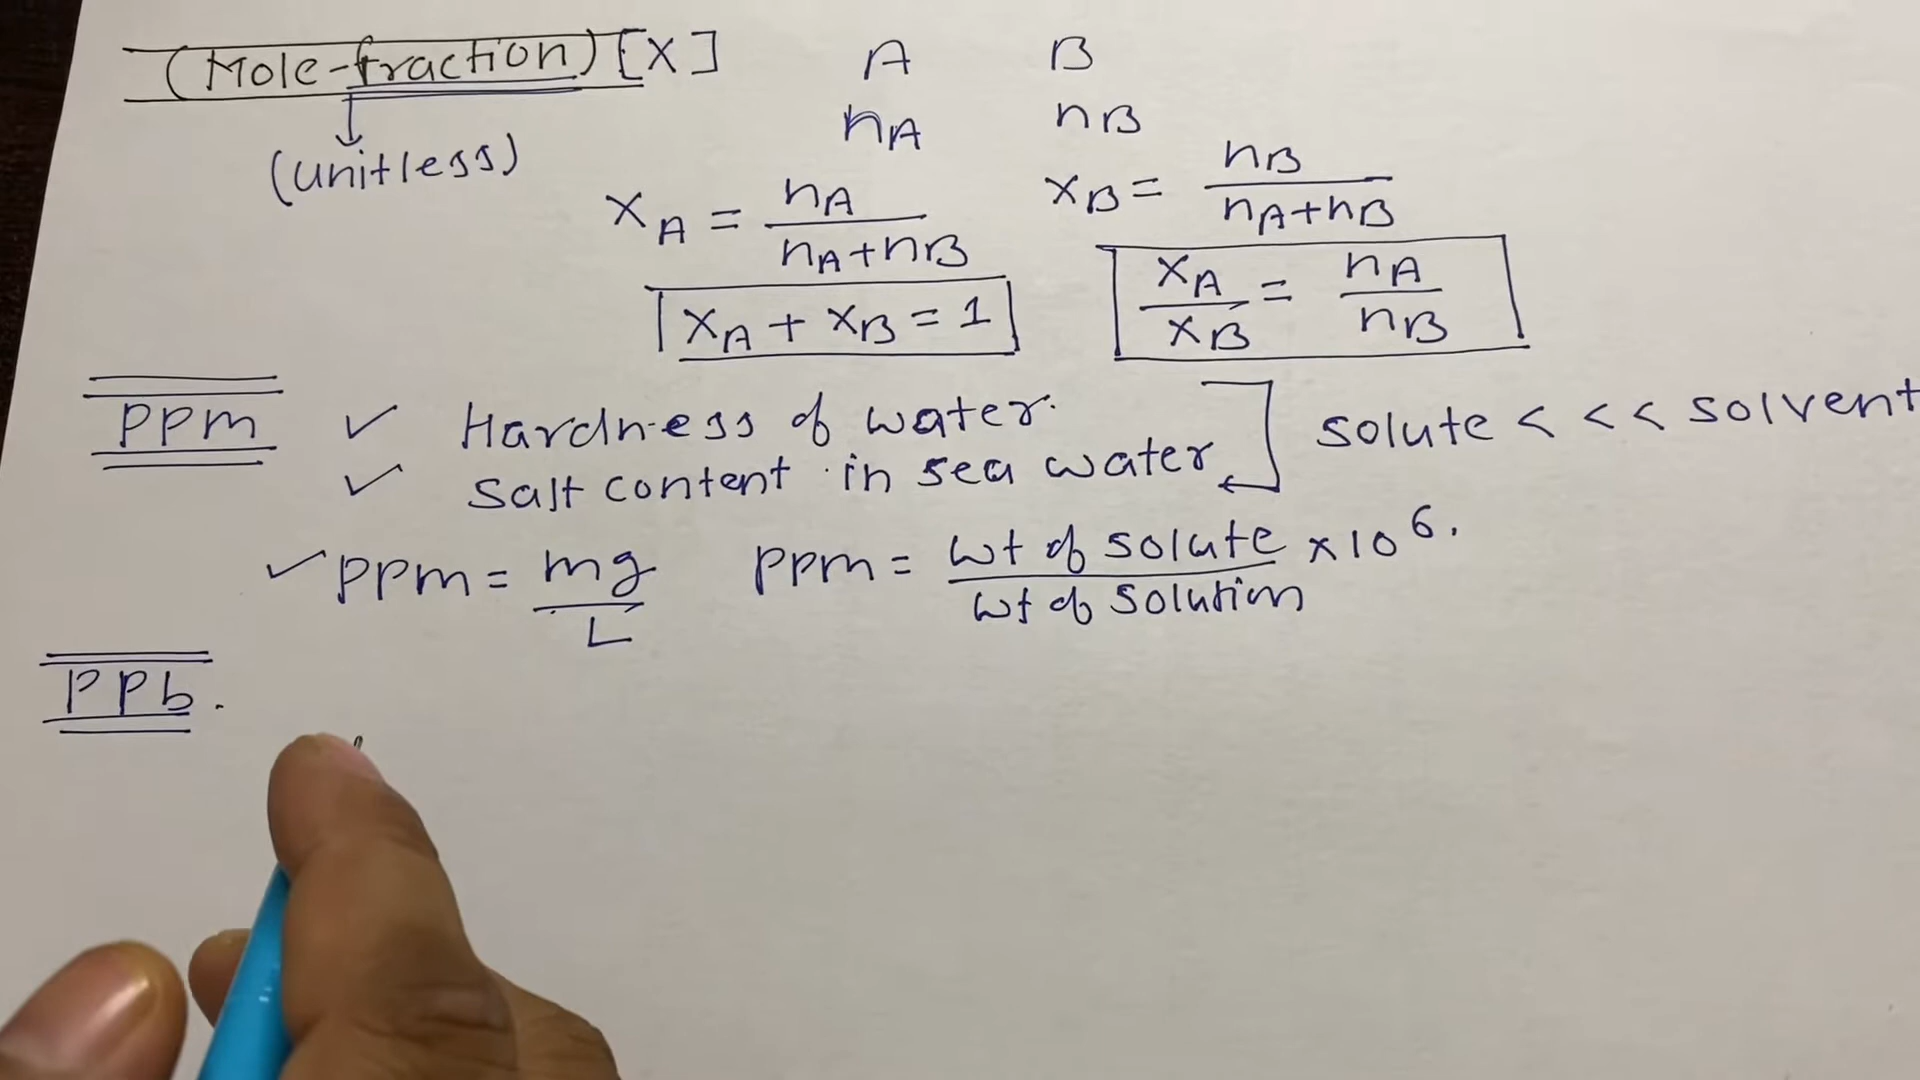 (Mole-fraction) [X] A B
(Unitless) nA nB
xA = nA / nA+nB xB = nB / nA+nB
xA + xB = 1 xA / xB = nA / nB
PPm ✓ Hardness of water. solute < < < solvent
✓ Salt content in sea water
✓ PPm = mg / L PPm = wt of solute / wt of solution × 10⁶.
PPb.